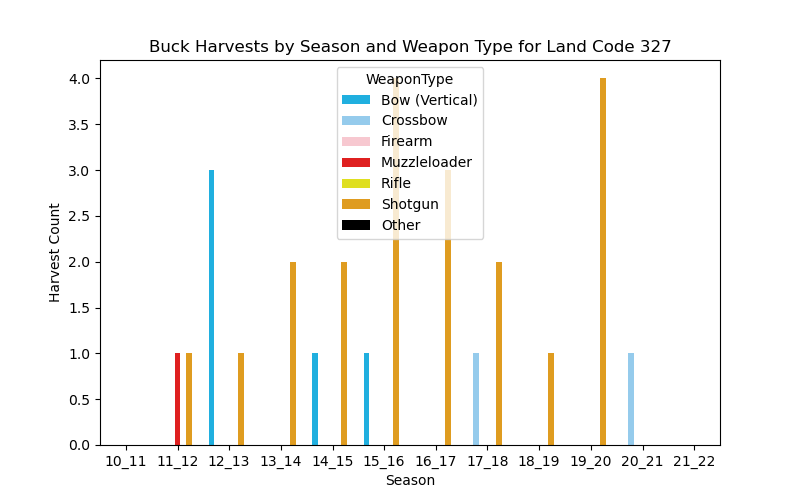 Buck Harvests by Season and Weapon Type for Land Code 327
WeaponType
Bow (Vertical)
Crossbow
Firearm
Muzzleloader
Rifle
Shotgun
Other
Harvest Count
4.0
3.5
3.0
2.5
2.0
1.5
1.0
0.5
0.0
10_11 11_12 12_13 13_14 14_15 15_16 16_17 17_18 18_19 19_20 20_21 21_22
Season